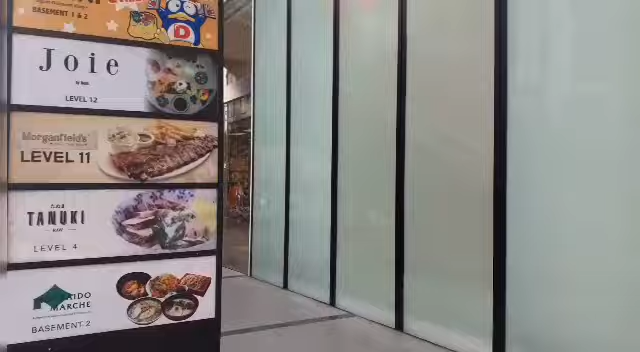 BASEMENT 1 & 2
D
Joie
LEVEL 12
Morganfield's
LEVEL 11
TANUKI
LEVEL 4
MARCHE
BASEMENT 2